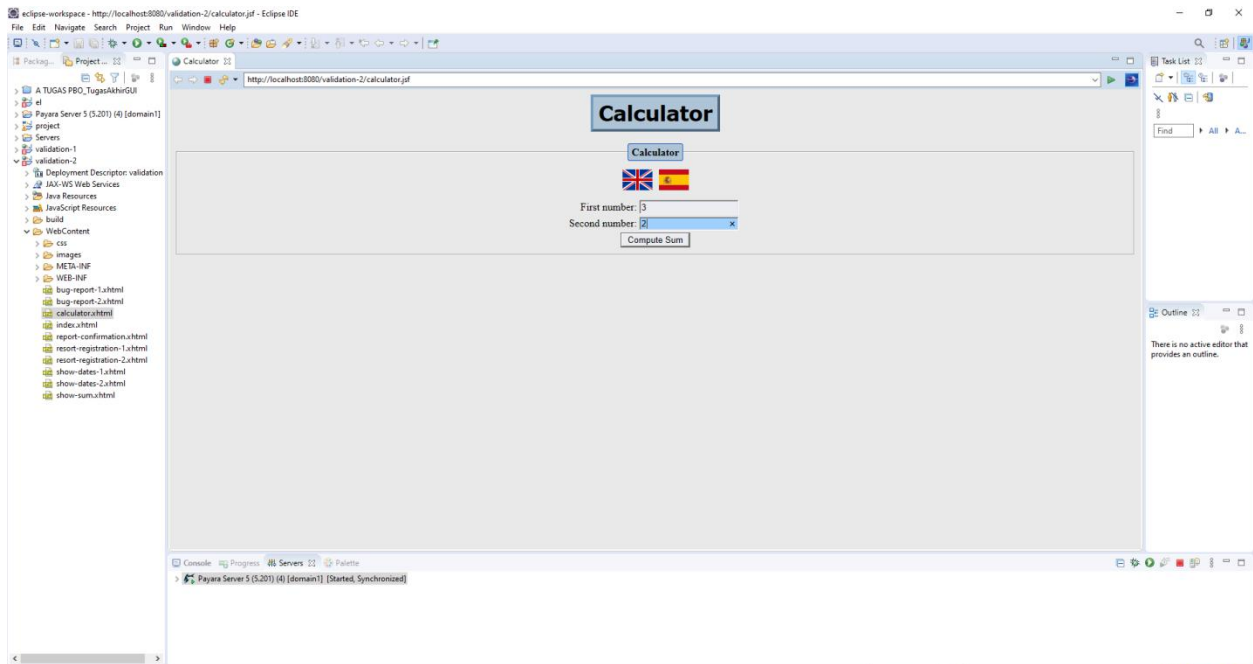 eclipse-workspace - http://localhost:8080/validation-2/calculator.jsf - Eclipse IDE
File Edit Navigate Search Project Run Window Help
Packag... Project ...
A TUGAS PBO_TugasAkhirGUI
el
Payara Server 5 (5.201) (4) [domain1]
project
Servers
validation-1
validation-2
Deployment Descriptor: validation
JAX-WS Web Services
Java Resources
JavaScript Resources
build
WebContent
css
images
META-INF
WEB-INF
bug-report-1.xhtml
bug-report-2.xhtml
calculator.xhtml
index.xhtml
report-confirmation.xhtml
resort-registration-1.xhtml
resort-registration-2.xhtml
show-dates-1.xhtml
show-dates-2.xhtml
show-sum.xhtml
Calculator
http://localhost:8080/validation-2/calculator.jsf
Calculator
Calculator
First number: 3
Second number: 2
Compute Sum
Console Progress Servers Palette
Payara Server 5 (5.201) (4) [domain1] [Started, Synchronized]
Task List
Find All A...
Outline
There is no active editor that
provides an outline.